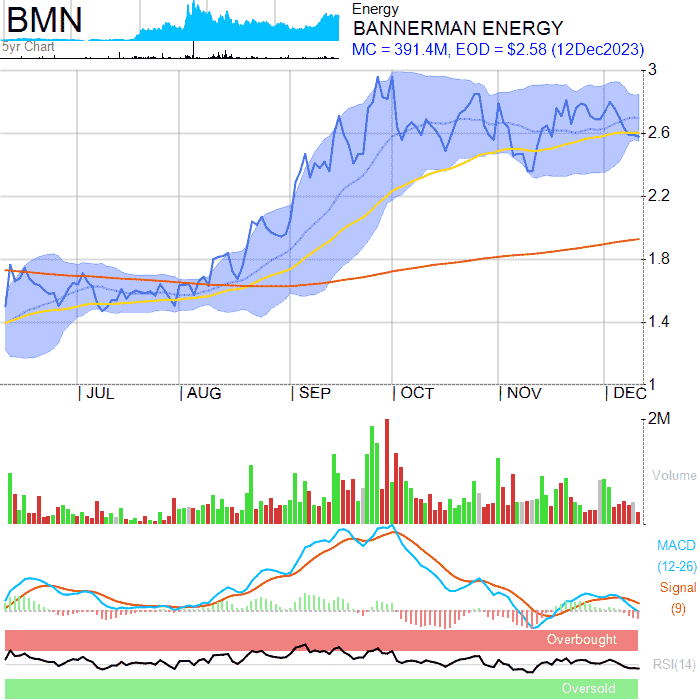 BMN
5yr Chart
Energy
BANNERMAN ENERGY
MC = 391.4M, EOD = $2.58 (12Dec2023)
3
2.6
2.2
1.8
1.4
1
| JUL | AUG | SEP | OCT | NOV | DEC
2M
Volume
MACD
(12-26)
Signal
(9)
Overbought
RSI(14)
Oversold